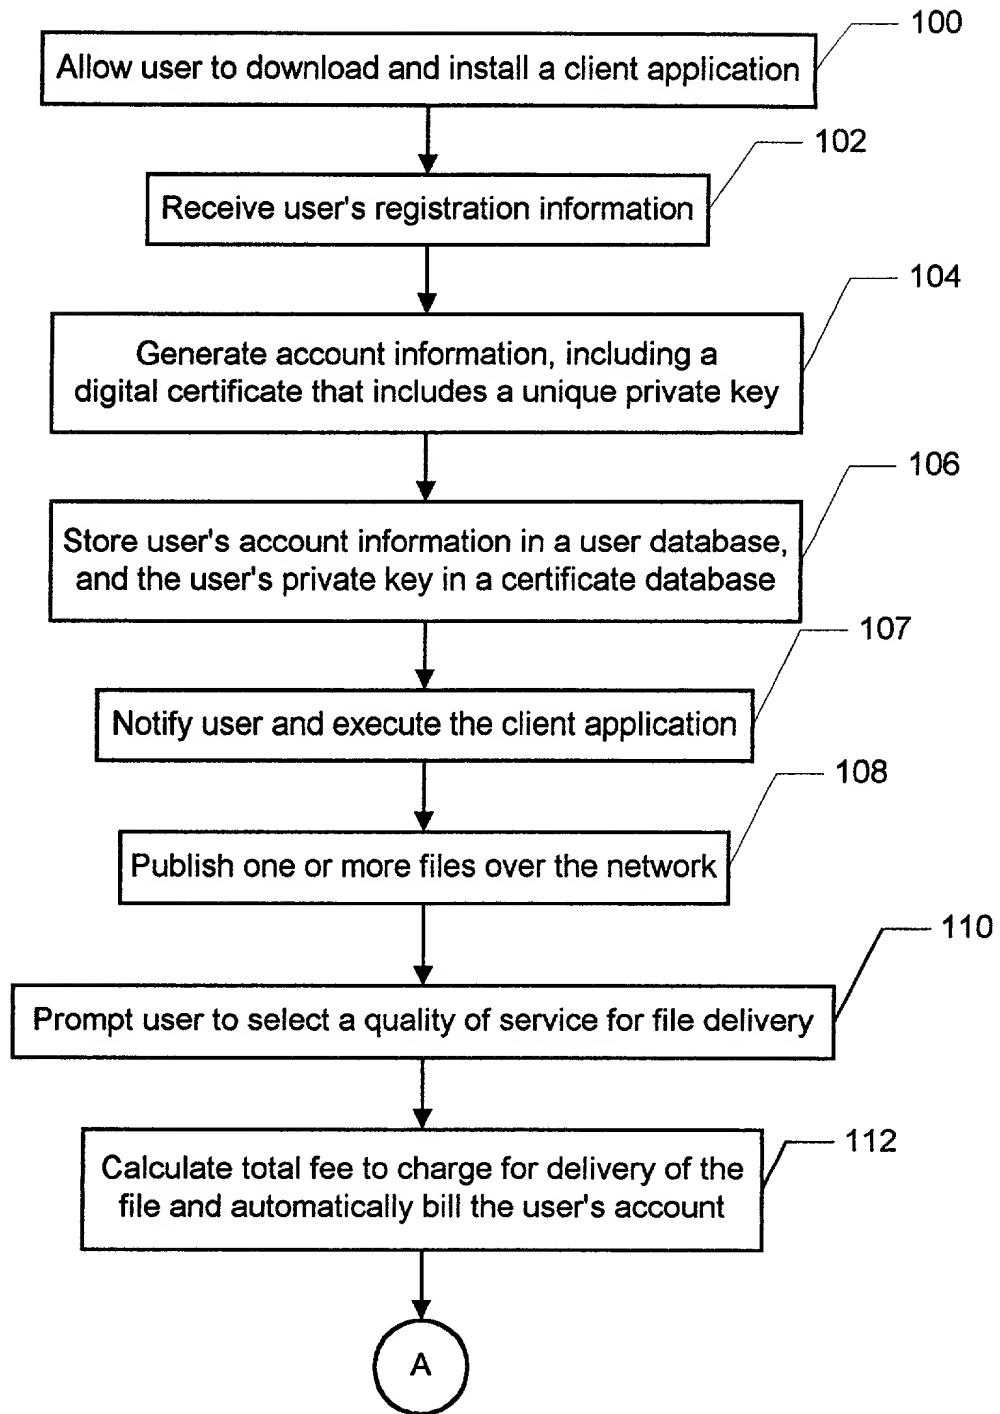 100
Allow user to download and install a client application
102
Receive user's registration information
104
Generate account information, including a
digital certificate that includes a unique private key
106
Store user's account information in a user database,
and the user's private key in a certificate database
107
Notify user and execute the client application
108
Publish one or more files over the network
110
Prompt user to select a quality of service for file delivery
112
Calculate total fee to charge for delivery of the
file and automatically bill the user's account
A